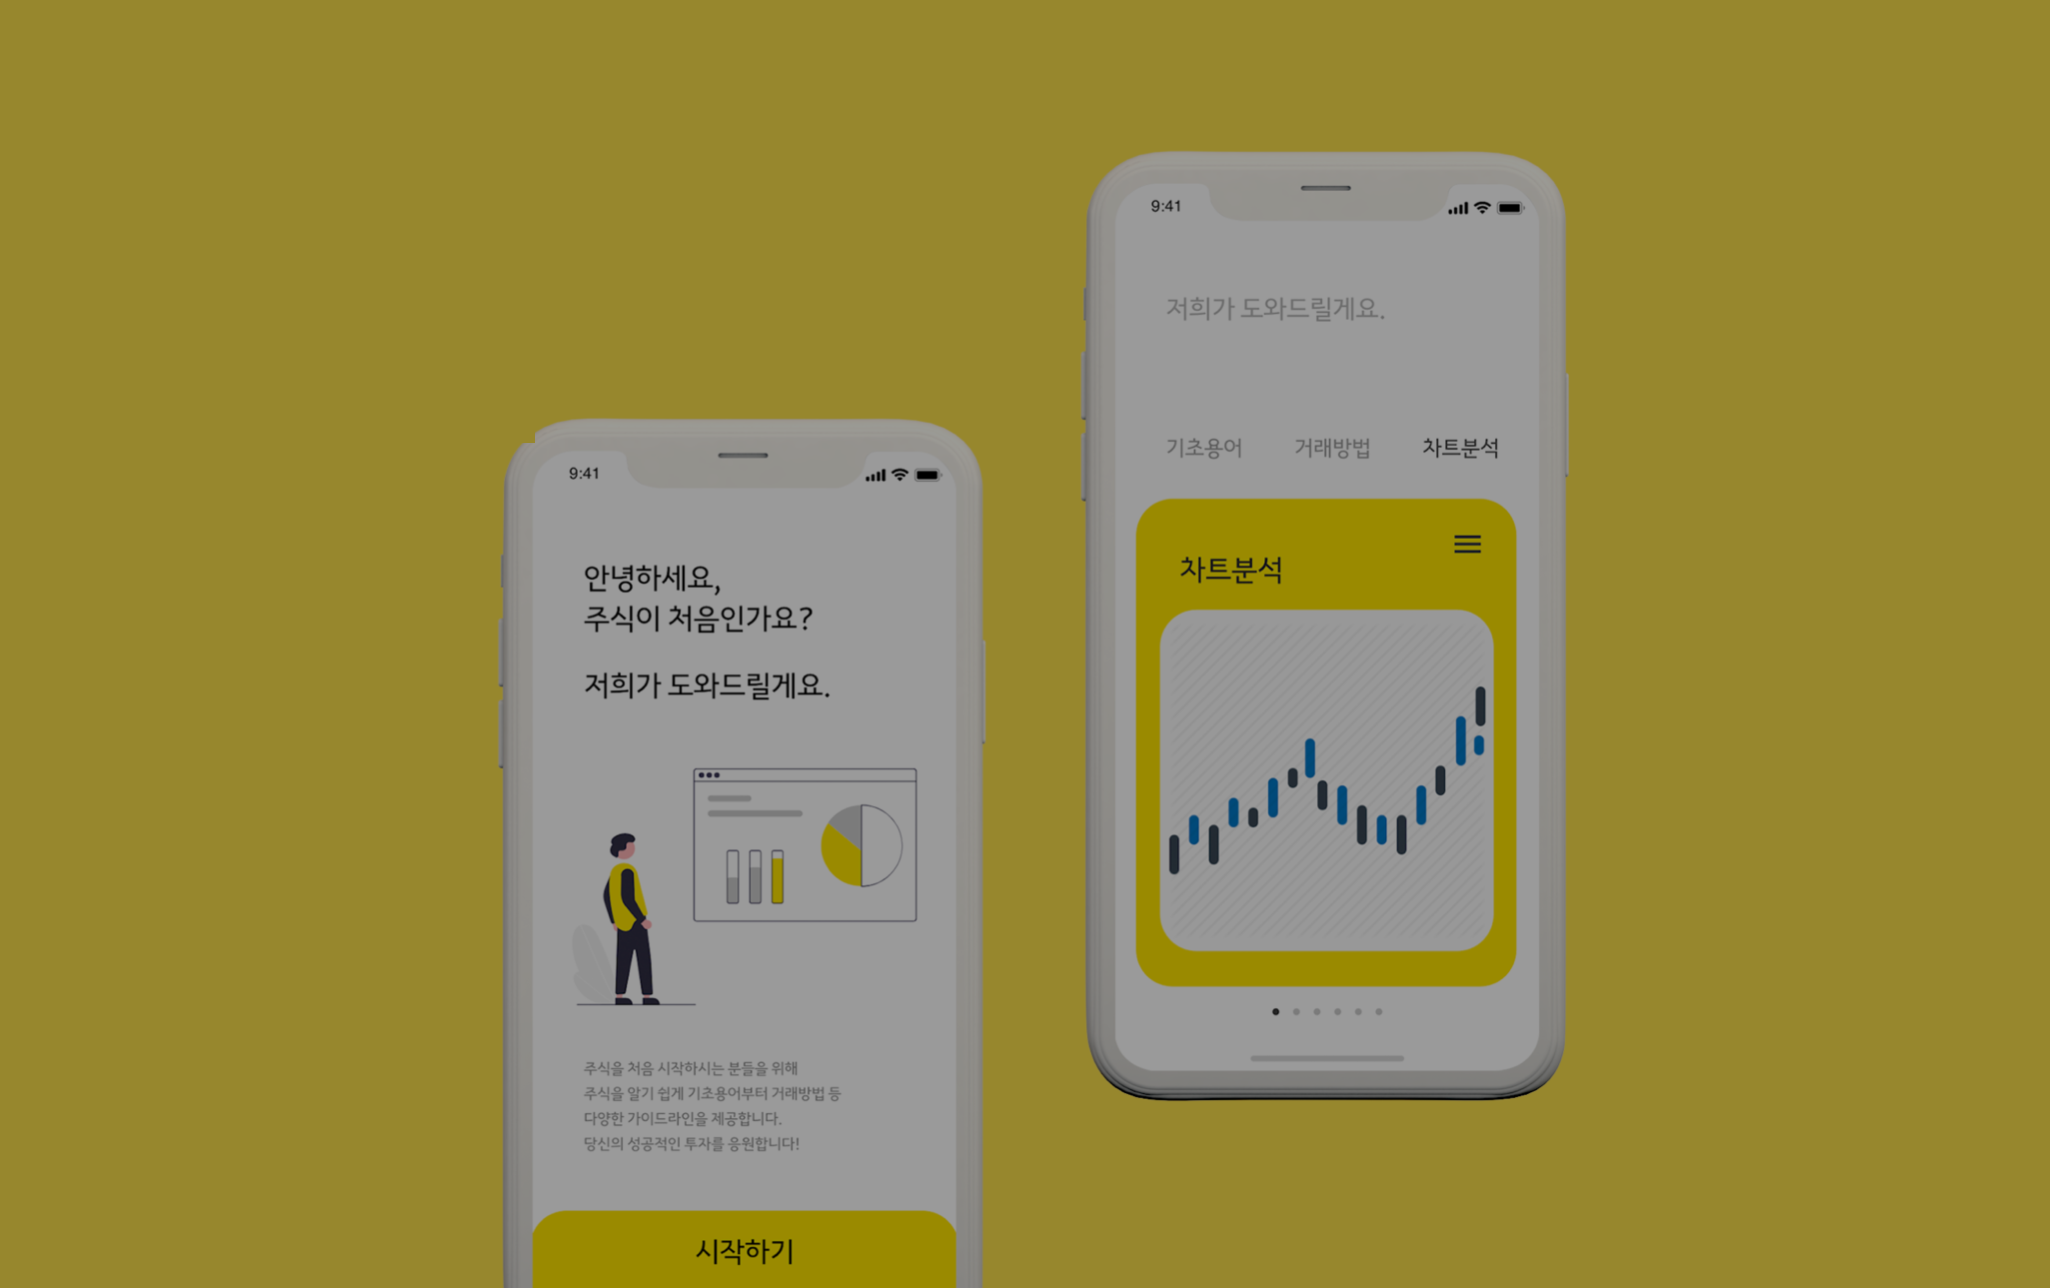 9:41
안녕하세요,
주식이 처음인가요?
저희가 도와드릴게요.
주식을 처음 시작하시는 분들을 위해
주식을 알기 쉽게 기초용어부터 거래방법 등
다양한 가이드라인을 제공합니다.
당신의 성공적인 투자를 응원합니다!
시작하기
9:41
저희가 도와드릴게요.
기초용어 거래방법 차트분석
차트분석